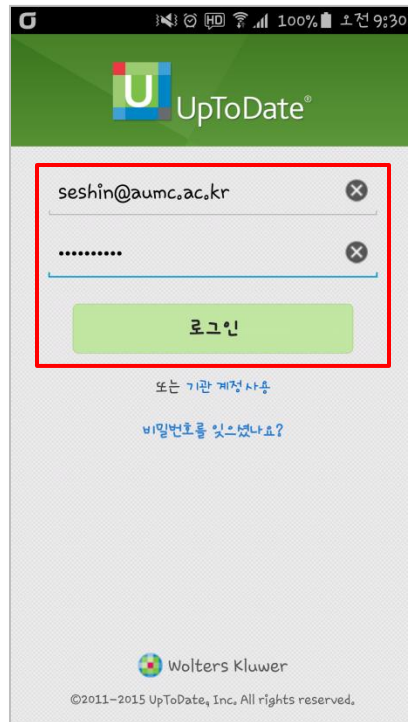 HD 100% 오전 9:30
U UpToDate®
seshin@aumc.ac.kr
••••••••••
로그인
또는 기관 계정 사용
비밀번호를 잊으셨나요?
Wolters Kluwer
©2011-2015 UpToDate, Inc. All rights reserved.